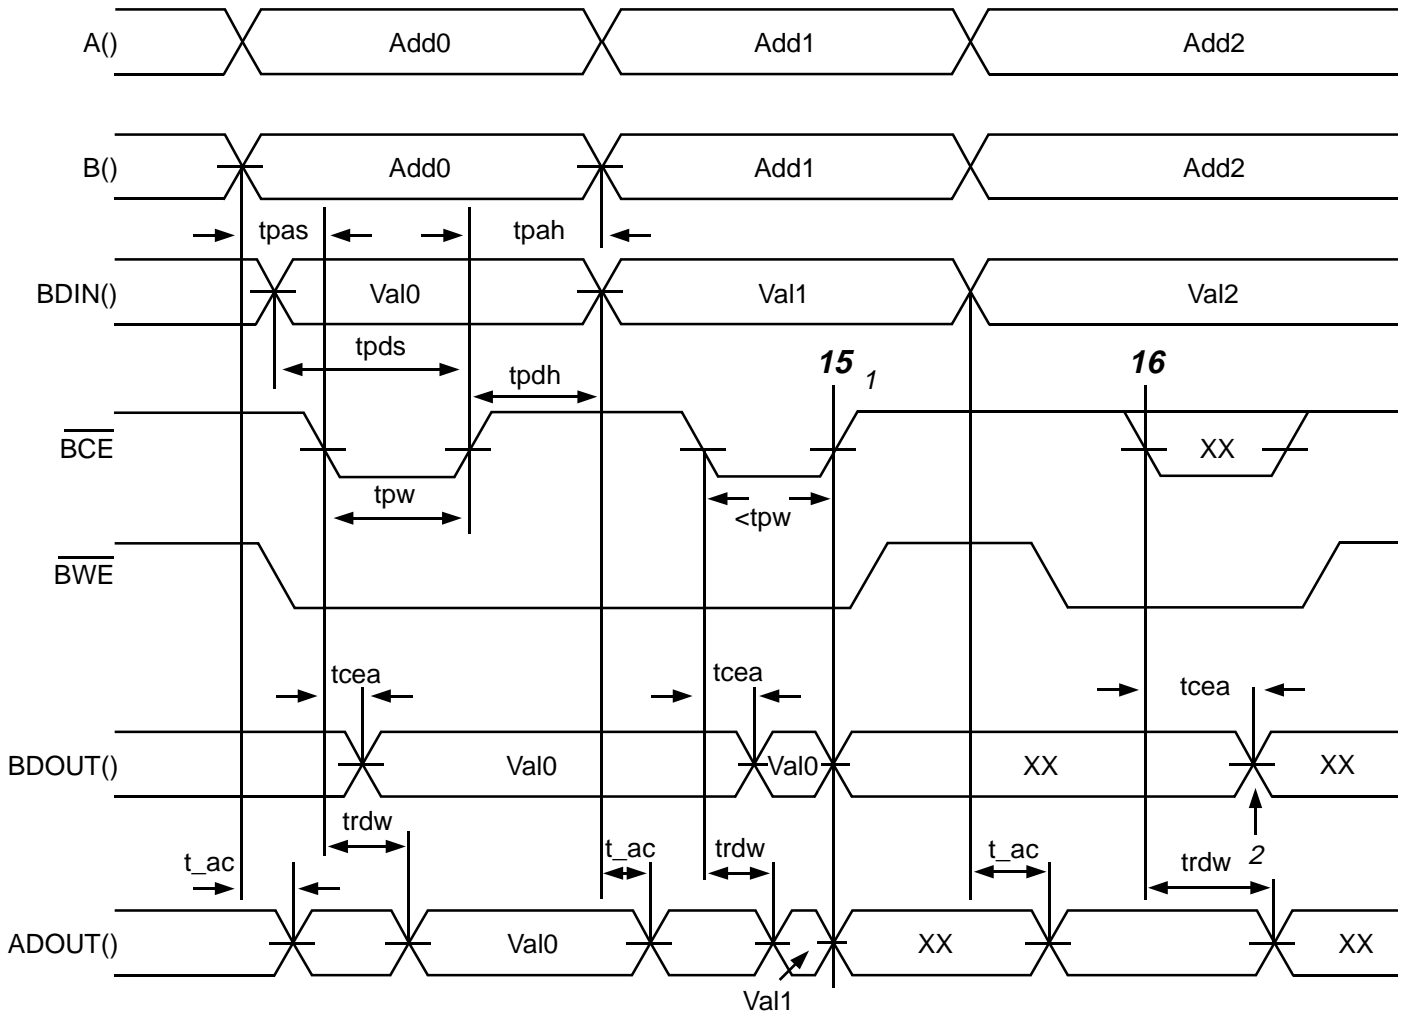 A() Add0 Add1 Add2
B() Add0 Add1 Add2
tpas tpah
BDIN() Val0 Val1 Val2
tpds
15 1 16
tpdh
BCE XX
tpw
<tpw
BWE
tcea tcea tcea
BDOUT() Val0 Val0 XX XX
trdw
t_ac t_ac trdw t_ac trdw 2
ADOUT() Val0 XX XX
Val1